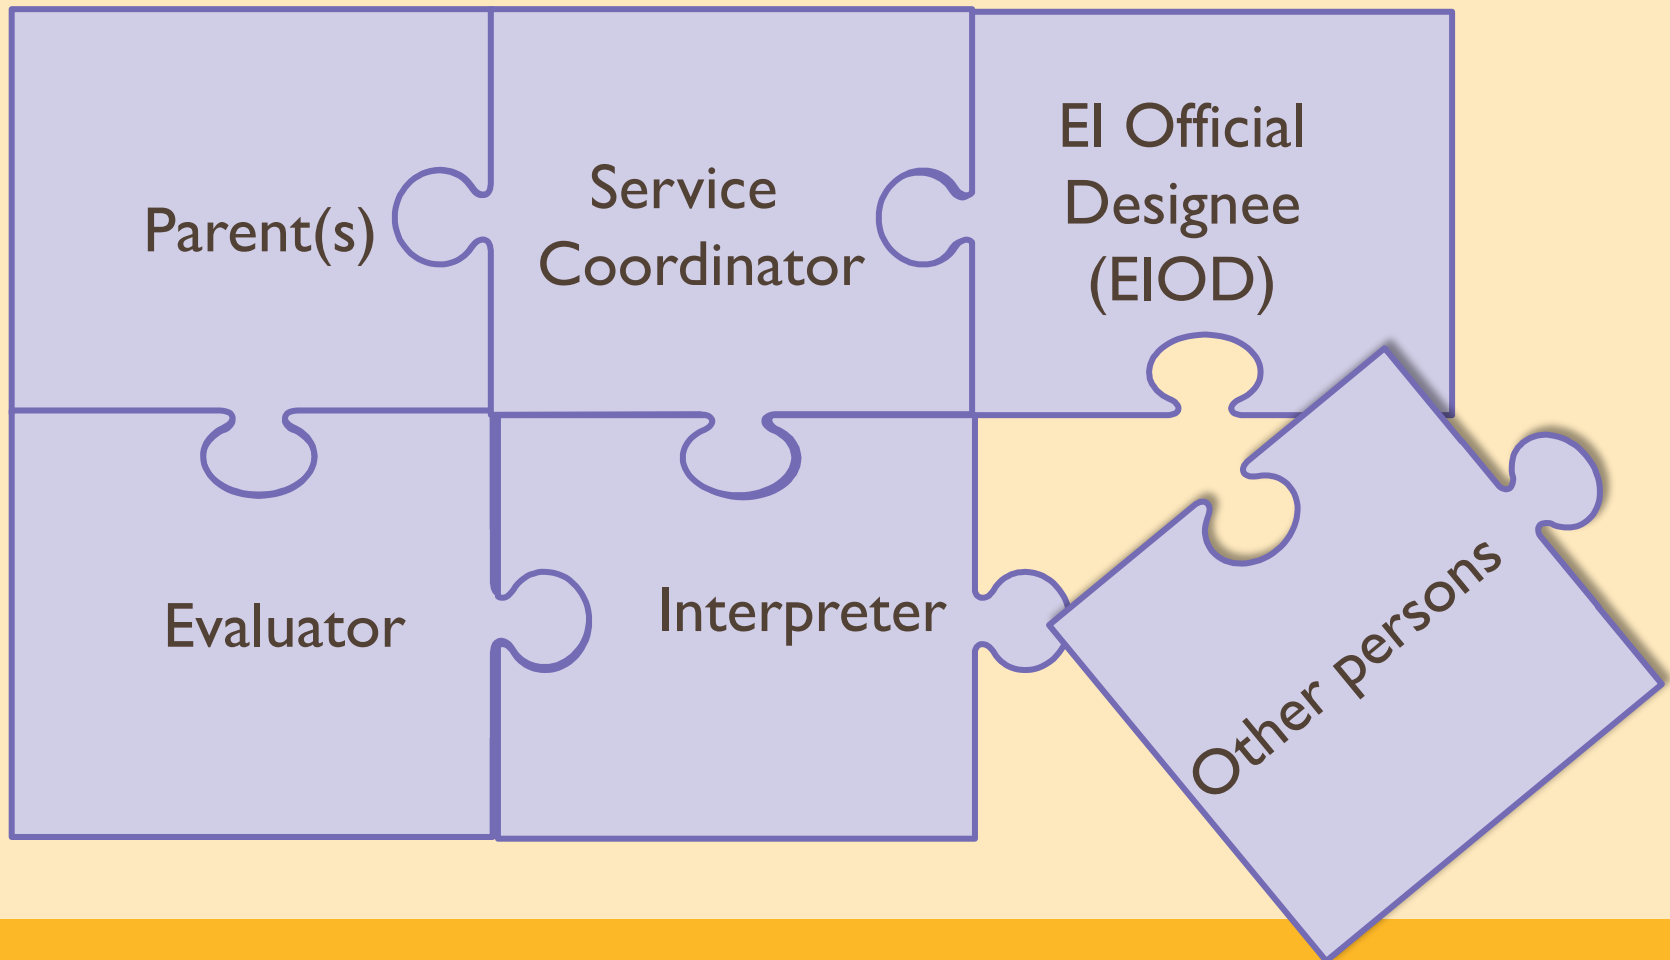 Parent(s)
Service
Coordinator
EI Official
Designee
(EIOD)
Evaluator
Interpreter
Other persons